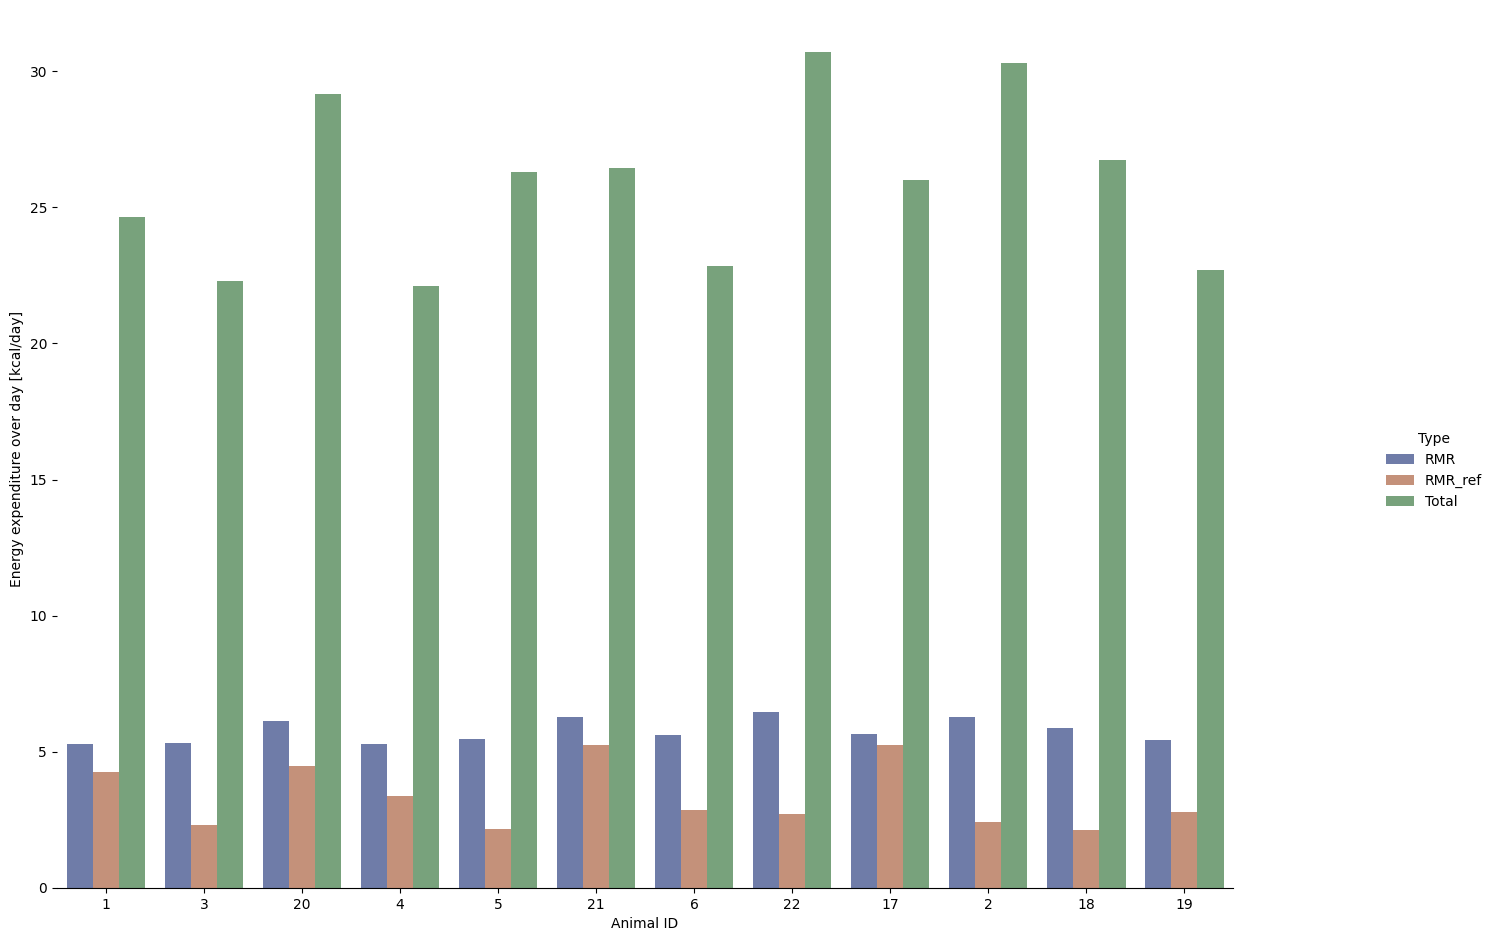 Energy expenditure over day [kcal/day]
30
25
20
15
10
5
0
1 3 20 4 5 21 6 22 17 2 18 19
Animal ID
Type
RMR
RMR_ref
Total